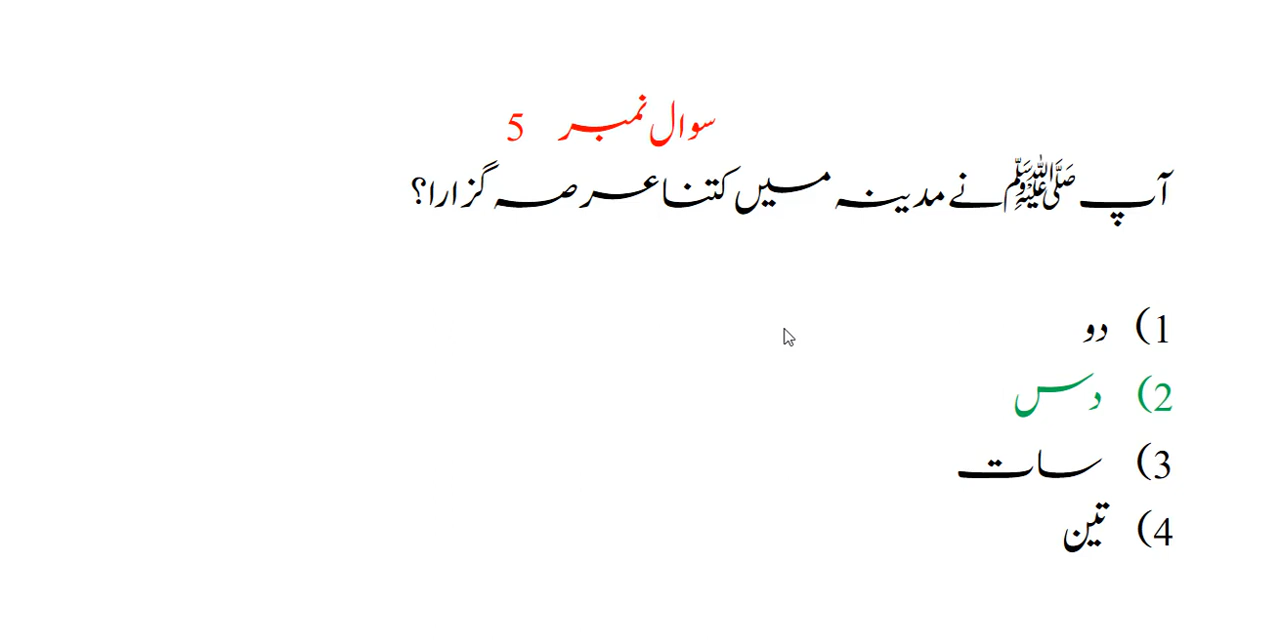 سوال نمبر 5
آپ ﷺ نے مدینہ میں کتنا عرصہ گزارا؟
1) دو
2) دس
3) سات
4) تین